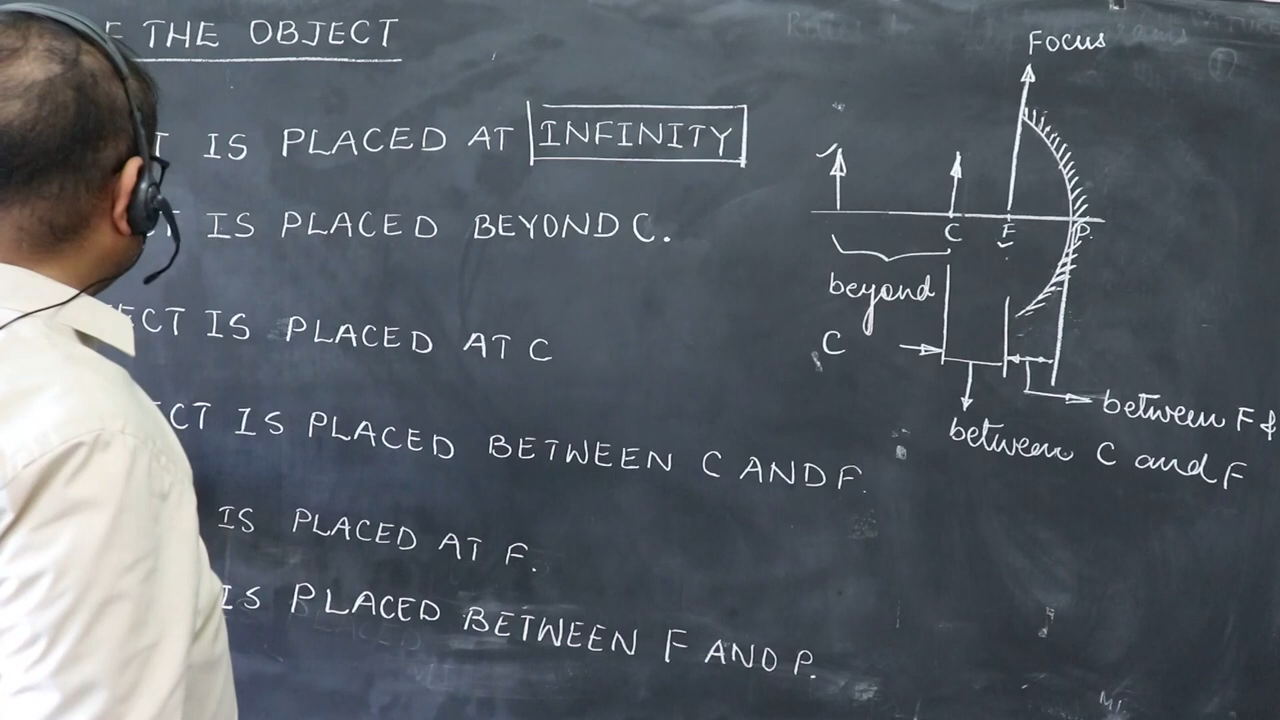 THE OBJECT
IS PLACED AT INFINITY
IS PLACED BEYOND C.
ECT IS PLACED AT C
ECT IS PLACED BETWEEN C AND F.
IS PLACED AT F.
IS PLACED BETWEEN F AND P.
Focus
C F P.
beyond
C
between F &
between C and F